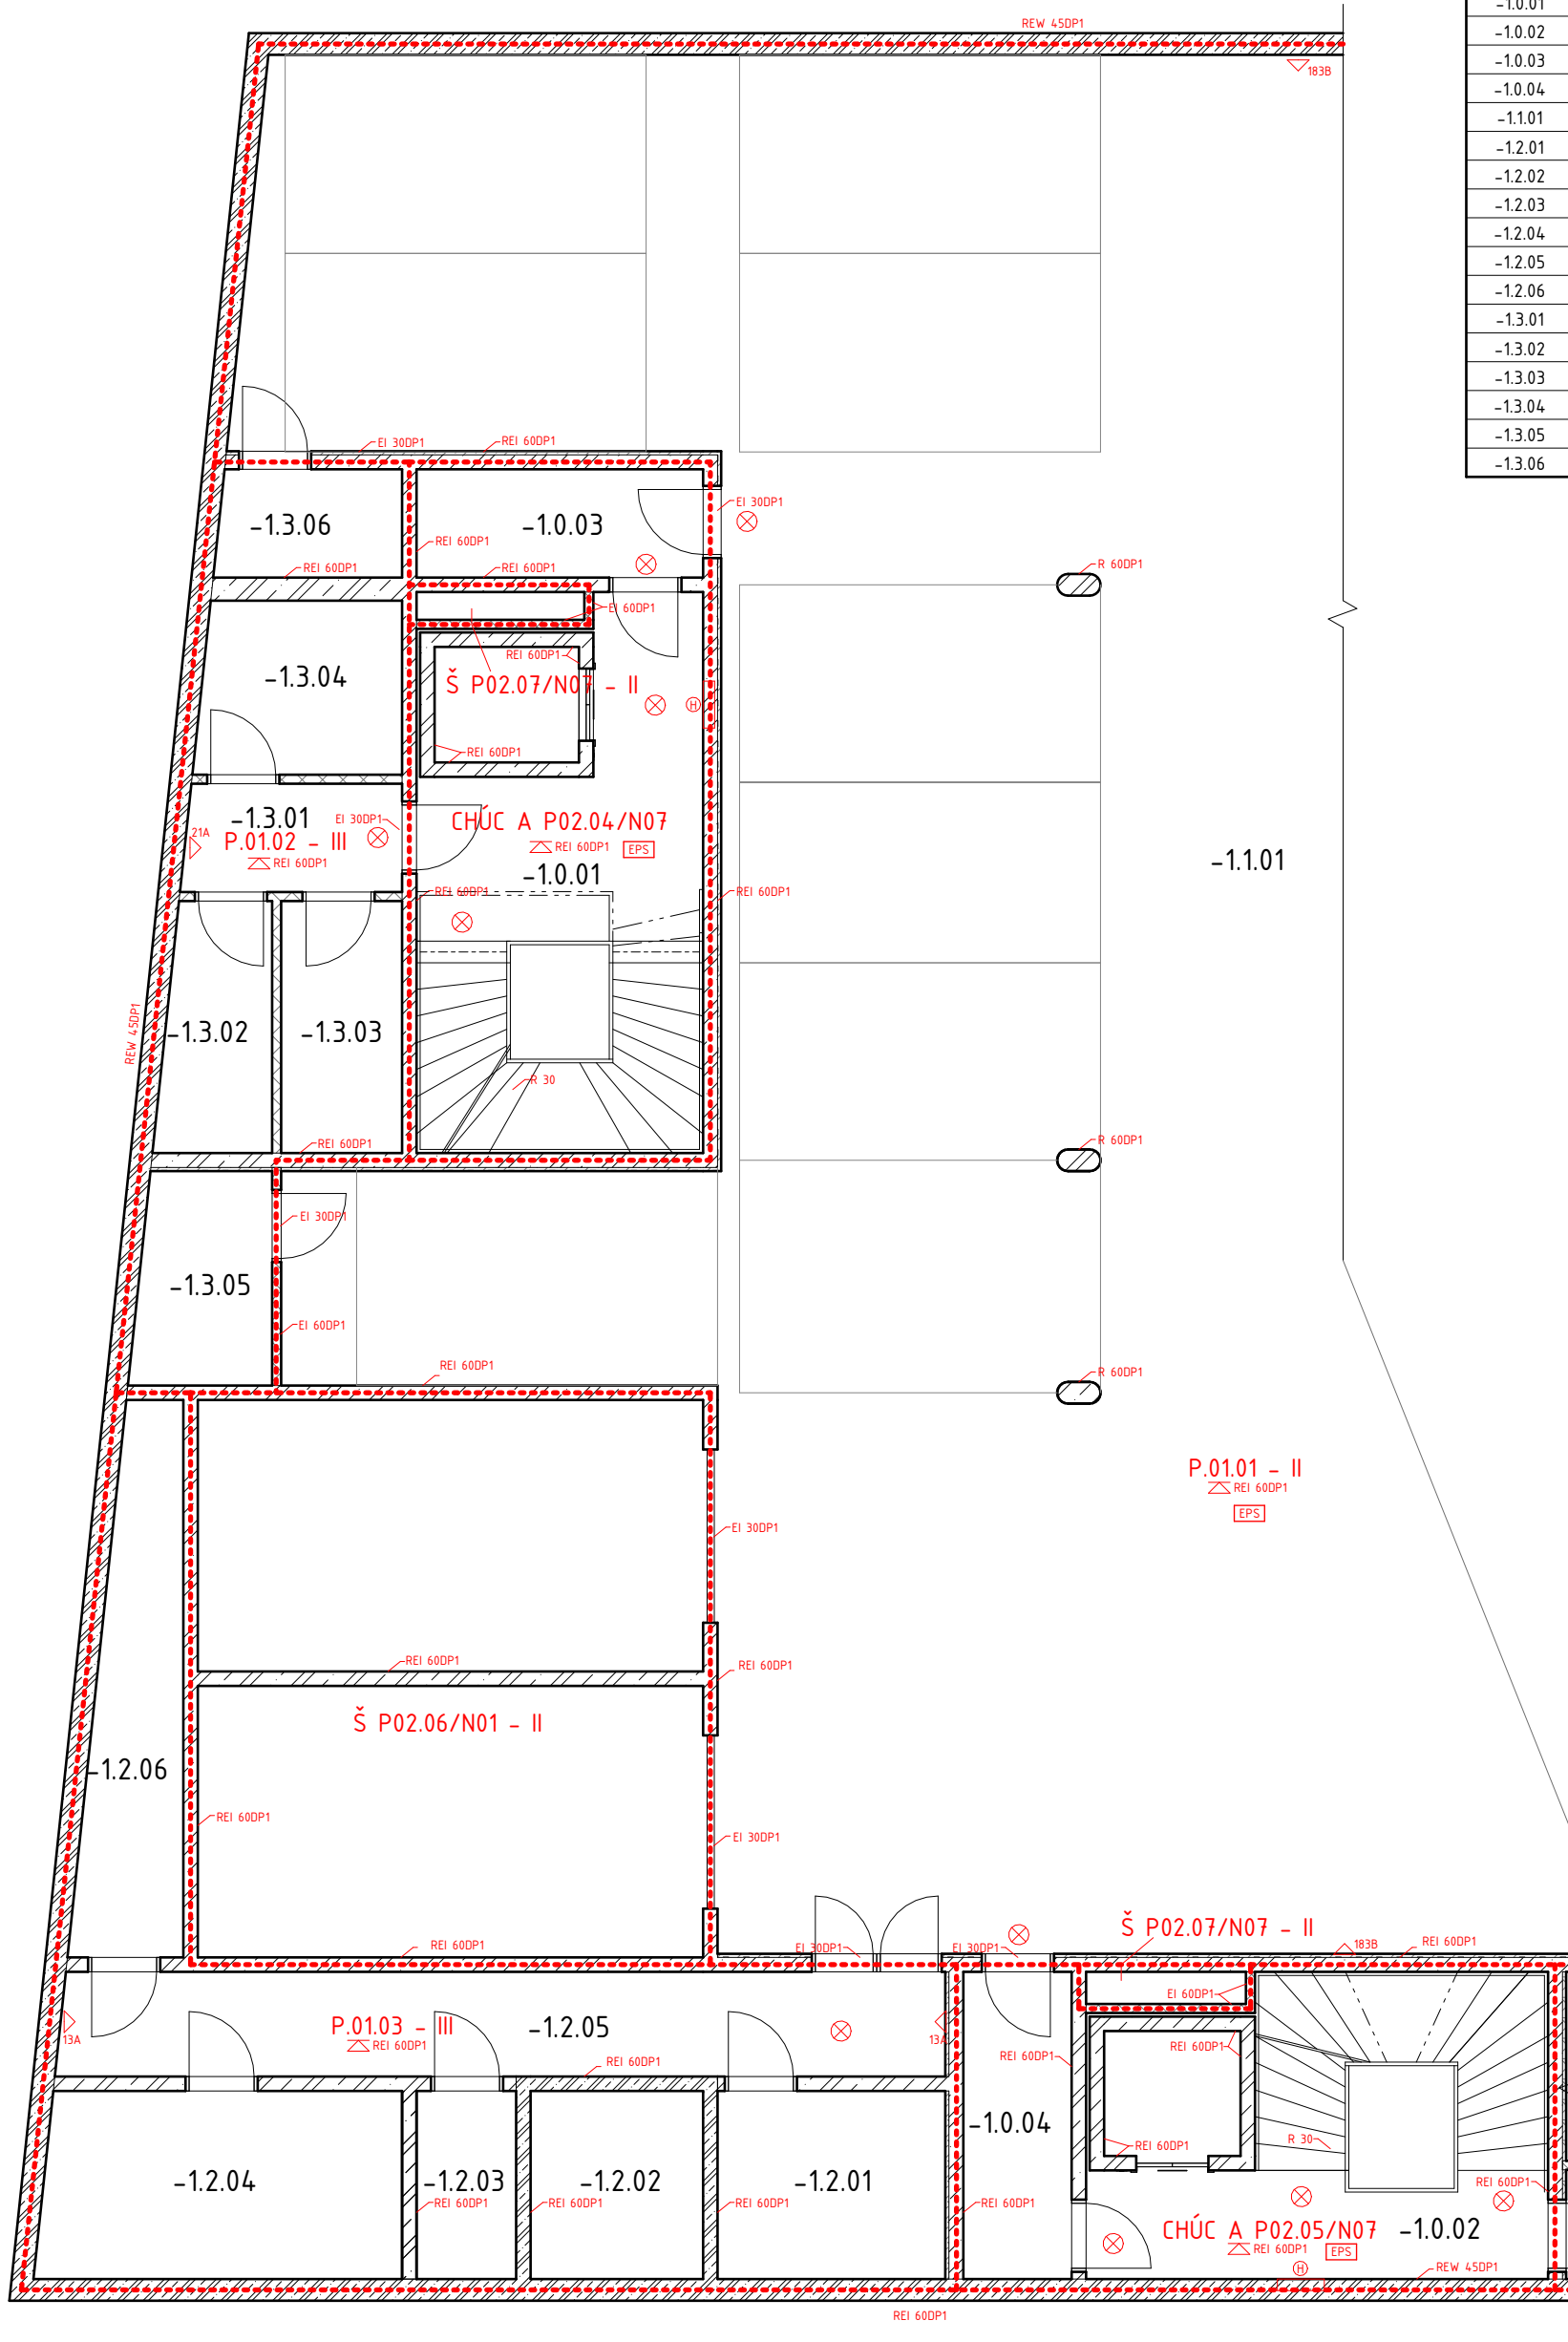 REW 45DP1
183B
-1.0.01
-1.0.02
-1.0.03
-1.0.04
-1.1.01
-1.2.01
-1.2.02
-1.2.03
-1.2.04
-1.2.05
-1.2.06
-1.3.01
-1.3.02
-1.3.03
-1.3.04
-1.3.05
-1.3.06
EI 30DP1
REI 60DP1
-1.3.06
-1.0.03
EI 30DP1
REI 60DP1
REI 60DP1
REI 60DP1
R 60DP1
EI 60DP1
REI 60DP1
-1.3.04
Š P02.07/N07 - II
H
REI 60DP1
-1.3.01
EI 30DP1
CHÚC A P02.04/N07
21A
P.01.02 - III
REI 60DP1
EPS
REI 60DP1
-1.0.01
-1.1.01
REI 60DP1
REI 60DP1
REW 45DP1
-1.3.02
-1.3.03
R 30
REI 60DP1
R 60DP1
EI 30DP1
-1.3.05
EI 60DP1
REI 60DP1
R 60DP1
P.01.01 - II
REI 60DP1
EPS
EI 30DP1
REI 60DP1
REI 60DP1
Š P02.06/N01 - II
-1.2.06
REI 60DP1
EI 30DP1
REI 60DP1
EI 30DP1
EI 30DP1
Š P02.07/N07 - II
183B
REI 60DP1
EI 60DP1
P.01.03 - III
-1.2.05
13A
REI 60DP1
13A
REI 60DP1
REI 60DP1
REI 60DP1
-1.0.04
R 30
REI 60DP1
-1.2.04
-1.2.03
-1.2.02
-1.2.01
REI 60DP1
REI 60DP1
REI 60DP1
REI 60DP1
REI 60DP1
CHÚC A P02.05/N07
-1.0.02
REI 60DP1
EPS
H
REW 45DP1
REI 60DP1